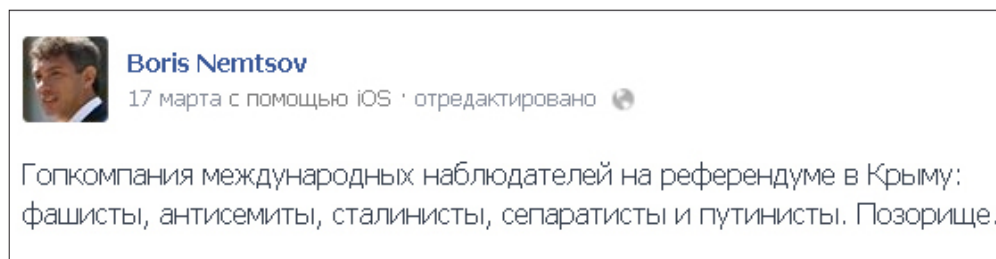 Boris Nemtsov
17 марта с помощью iOS · отредактировано
Гопкомпания международных наблюдателей на референдуме в Крыму:
фашисты, антисемиты, сталинисты, сепаратисты и путинисты. Позорище.